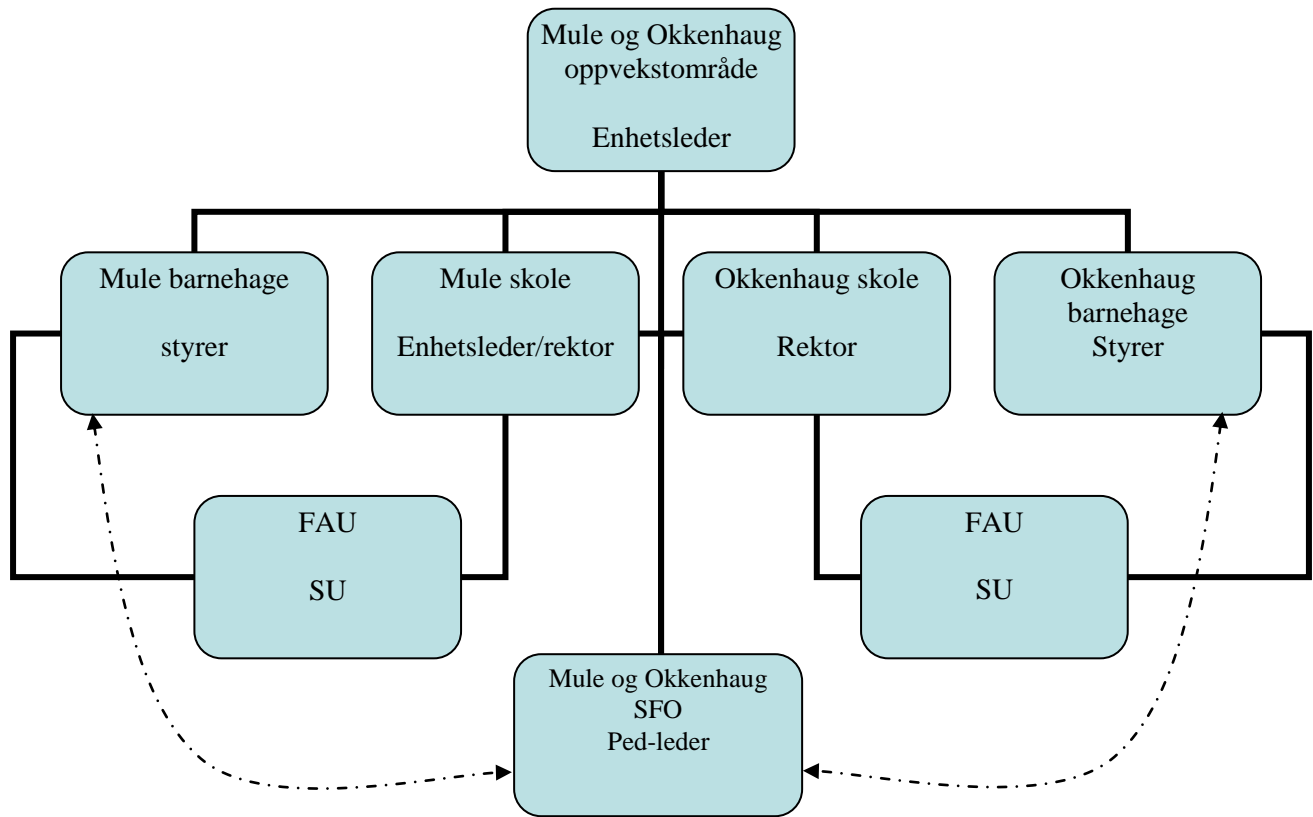 Mule og Okkenhaug
oppvekstområde
Enhetsleder
Mule barnehage
styrer
Mule skole
Enhetsleder/rektor
Okkenhaug skole
Rektor
Okkenhaug
barnehage
Styrer
FAU
SU
FAU
SU
Mule og Okkenhaug
SFO
Ped-leder